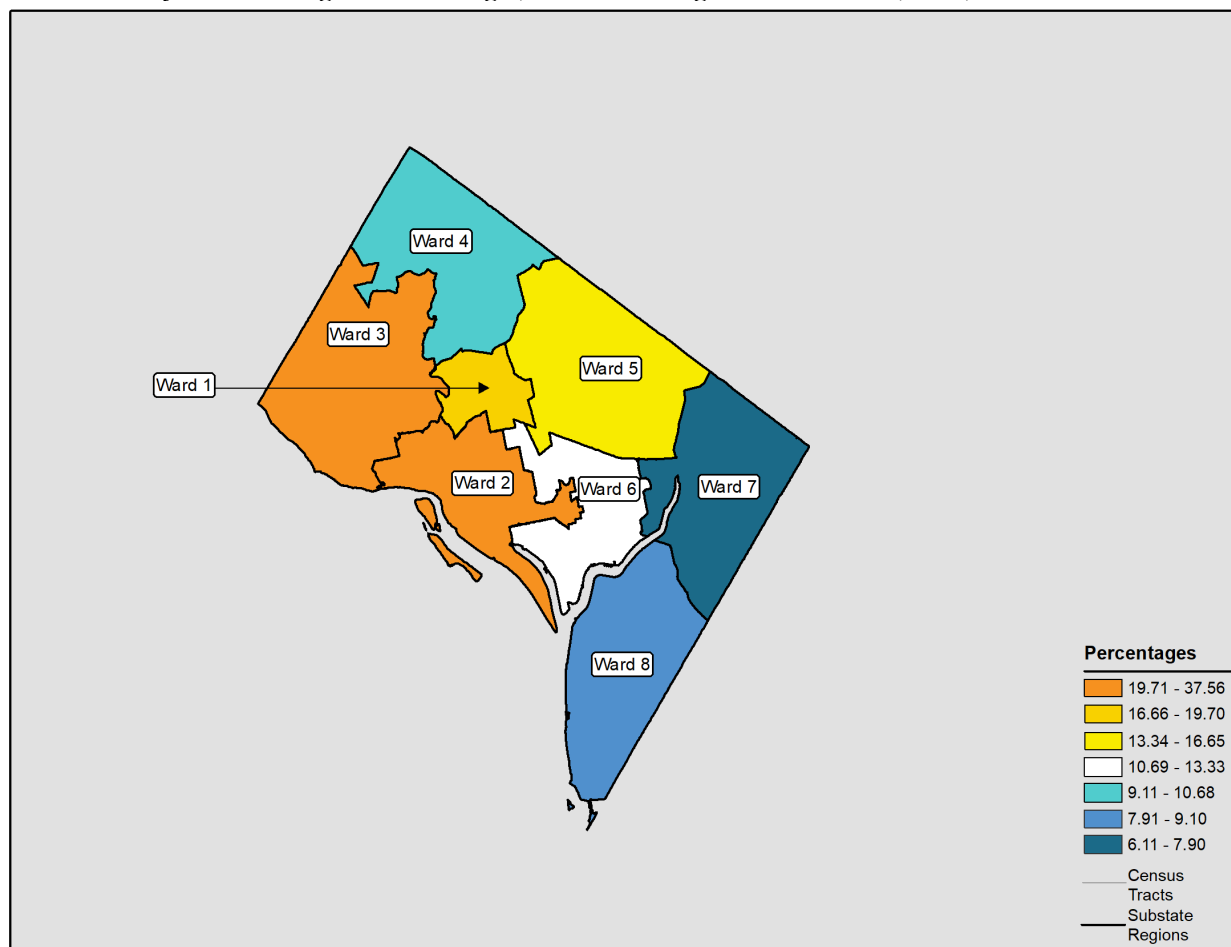 Ward 4
Ward 3
Ward 5
Ward 1
Ward 2
Ward 6
Ward 7
Ward 8
Percentages
19.71 - 37.56
16.66 - 19.70
13.34 - 16.65
10.69 - 13.33
9.11 - 10.68
7.91 - 9.10
6.11 - 7.90
Census
Tracts
Substate
Regions